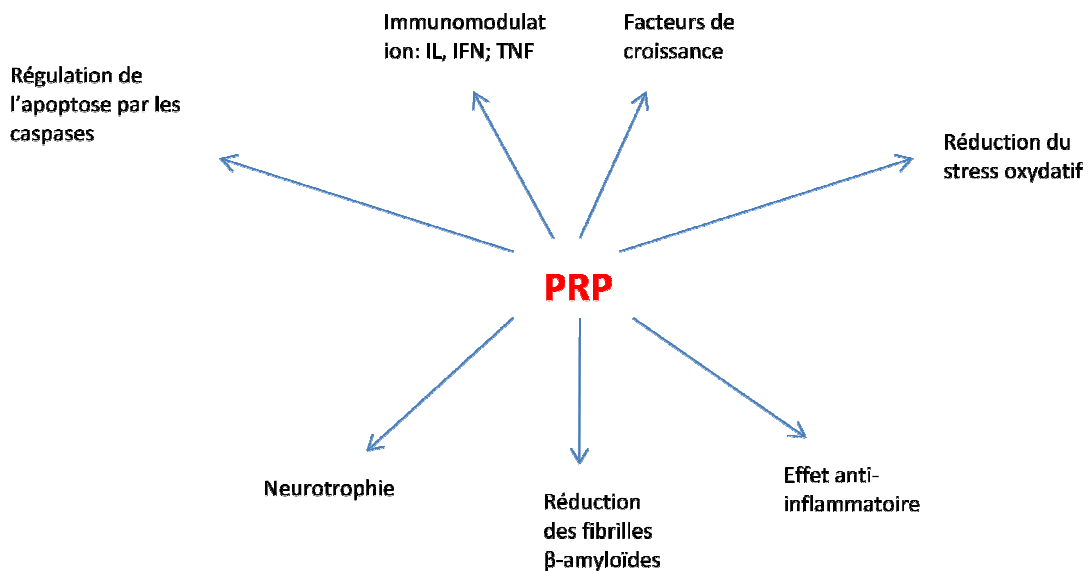 Immunomodulat
ion: IL, IFN; TNF
Facteurs de
croissance
Régulation de
l’apoptose par les
caspases
Réduction du
stress oxydatif
PRP
Neurotrophie
Réduction
des fibrilles
β-amyloïdes
Effet anti-
inflammatoire